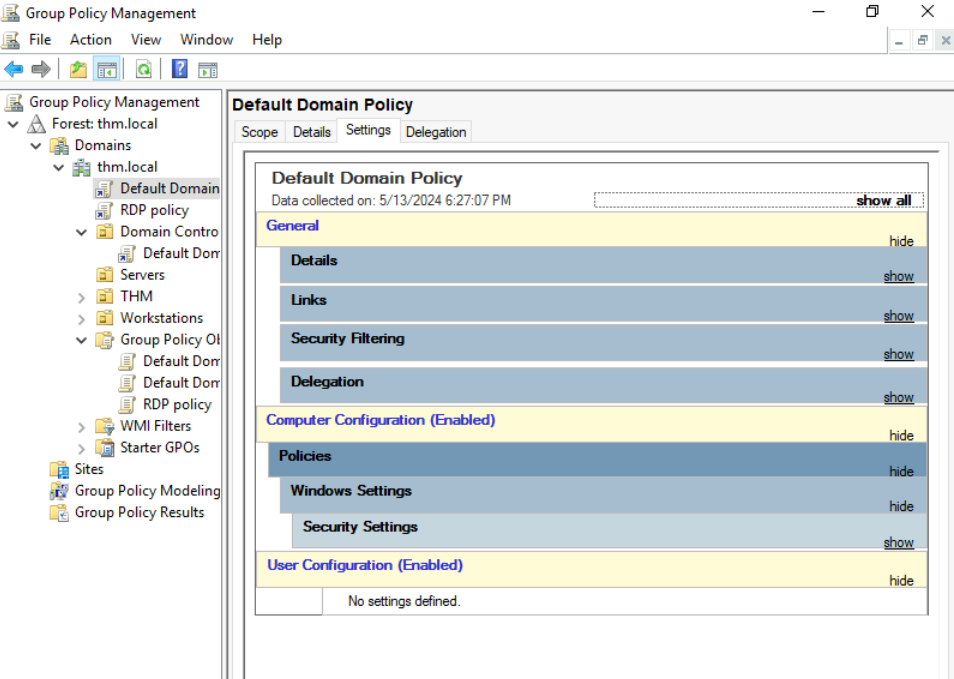 Group Policy Management
File Action View Window Help
Group Policy Management
Forest: thm.local
Domains
thm.local
Default Domain
RDP policy
Domain Contro
Default Dom
Servers
THM
Workstations
Group Policy Ob
Default Dom
Default Dom
RDP policy
WMI Filters
Starter GPOs
Sites
Group Policy Modeling
Group Policy Results
Default Domain Policy
Scope Details Settings Delegation
Default Domain Policy
Data collected on: 5/13/2024 6:27:07 PM show all
General
hide
Details
show
Links
show
Security Filtering
show
Delegation
show
Computer Configuration (Enabled)
hide
Policies
hide
Windows Settings
hide
Security Settings
show
User Configuration (Enabled)
hide
No settings defined.